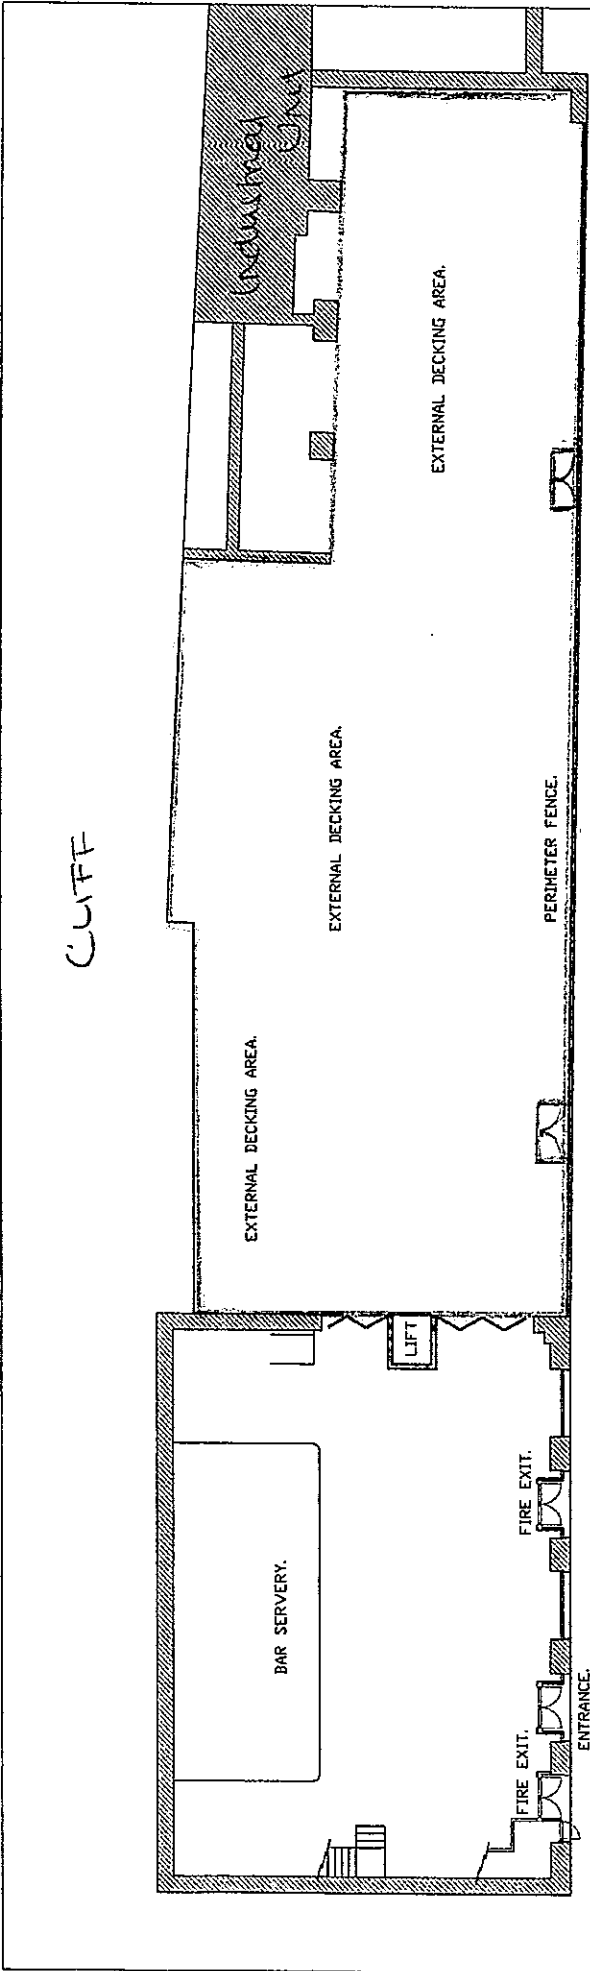 CLIFF
Industrial
Unit
EXTERNAL DECKING AREA.
EXTERNAL DECKING AREA.
EXTERNAL DECKING AREA.
PERIMETER FENCE.
LIFT
BAR SERVERY.
FIRE EXIT.
FIRE EXIT.
ENTRANCE.